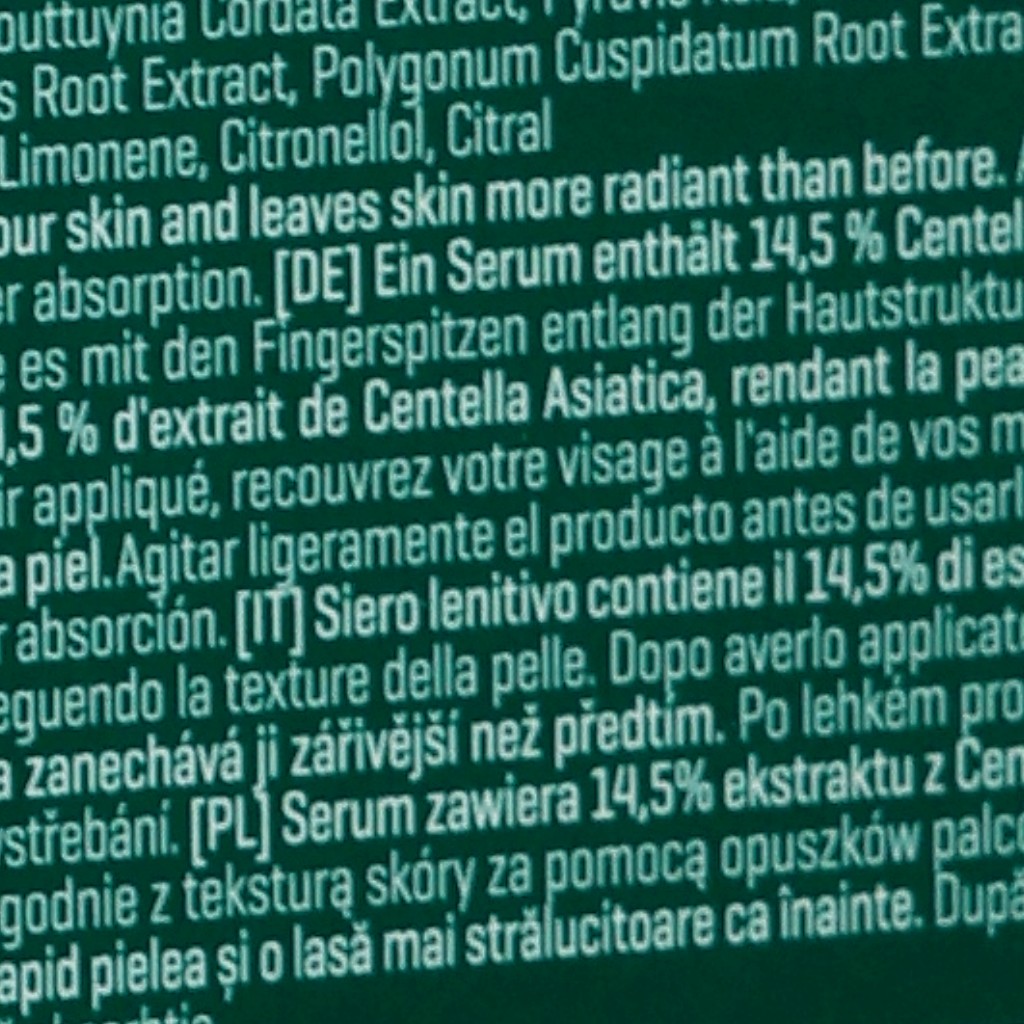 outtuynia Cordata Extract,
s Root Extract, Polygonum Cuspidatum Root Extra
Limonene, Citronellol, Citral
our skin and leaves skin more radiant than before.
er absorption. [DE] Ein Serum enthält 14,5 % Centel
e es mit den Fingerspitzen entlang der Hautstruktu
4,5 % d'extrait de Centella Asiatica, rendant la pea
ir appliqué, recouvrez votre visage à l'aide de vos m
a piel. Agitar ligeramente el producto antes de usarl
r absorción. [IT] Siero lenitivo contiene il 14,5% di es
eguendo la texture della pelle. Dopo averlo applicat
a zanechává ji zářivější než předtím. Po lehkém pro
vstřebání. [PL] Serum zawiera 14,5% ekstraktu z Cen
godnie z teksturą skóry za pomocą opuszków palc
apid pielea și o lasă mai strălucitoare ca înainte. După